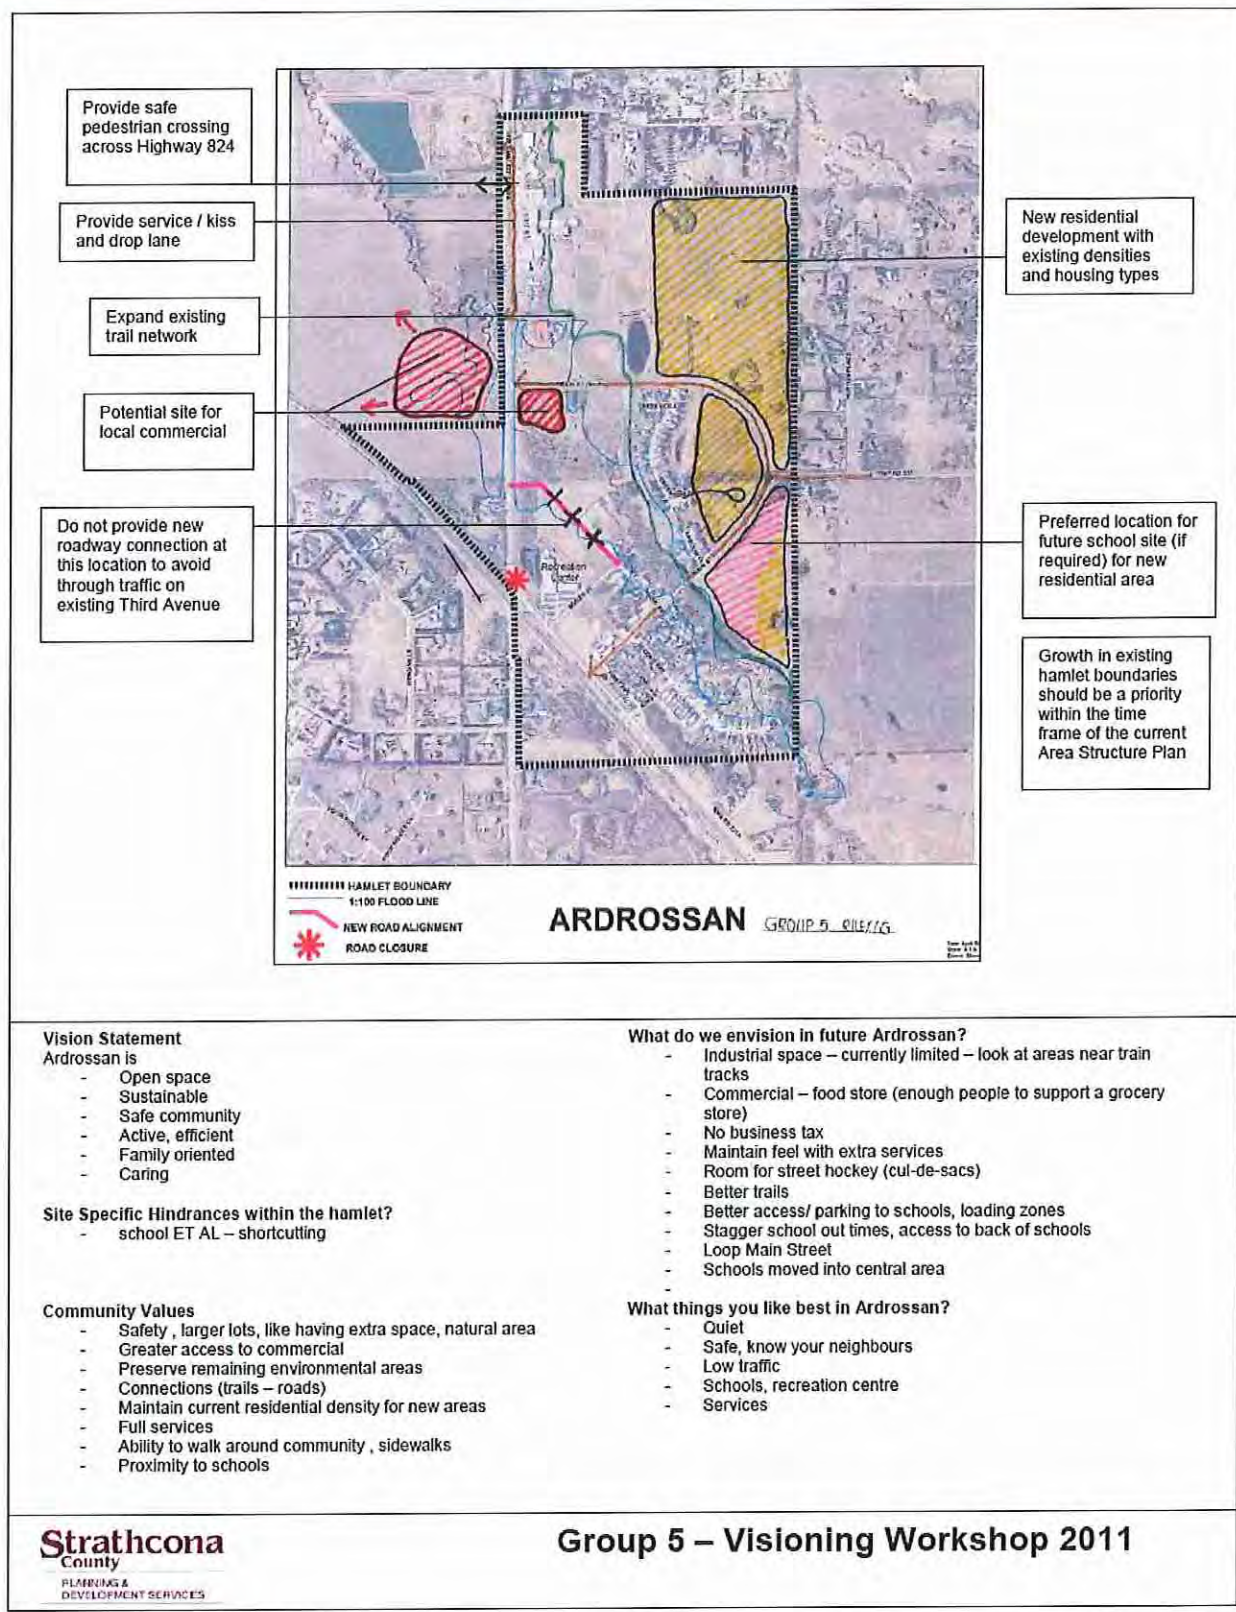 Provide safe
pedestrian crossing
across Highway 824
Provide service / kiss
and drop lane
Expand existing
trail network
Potential site for
local commercial
Do not provide new
roadway connection at
this location to avoid
through traffic on
existing Third Avenue
New residential
development with
existing densities
and housing types
Preferred location for
future school site (if
required) for new
residential area
Growth in existing
hamlet boundaries
should be a priority
within the time
frame of the current
Area Structure Plan
Recreation
Center
HAMLET BOUNDARY
1:100 FLOOD LINE
NEW ROAD ALIGNMENT
ROAD CLOSURE
ARDROSSAN GROUP 5
Vision Statement
Ardrossan is
- Open space
- Sustainable
- Safe community
- Active, efficient
- Family oriented
- Caring
Site Specific Hindrances within the hamlet?
- school ET AL – shortcutting
Community Values
- Safety , larger lots, like having extra space, natural area
- Greater access to commercial
- Preserve remaining environmental areas
- Connections (trails – roads)
- Maintain current residential density for new areas
- Full services
- Ability to walk around community , sidewalks
- Proximity to schools
What do we envision in future Ardrossan?
- Industrial space – currently limited – look at areas near train
tracks
- Commercial – food store (enough people to support a grocery
store)
- No business tax
- Maintain feel with extra services
- Room for street hockey (cul-de-sacs)
- Better trails
- Better access/ parking to schools, loading zones
- Stagger school out times, access to back of schools
- Loop Main Street
- Schools moved into central area
-
What things you like best in Ardrossan?
- Quiet
- Safe, know your neighbours
- Low traffic
- Schools, recreation centre
- Services
Strathcona
County
PLANNING &
DEVELOPMENT SERVICES
Group 5 – Visioning Workshop 2011